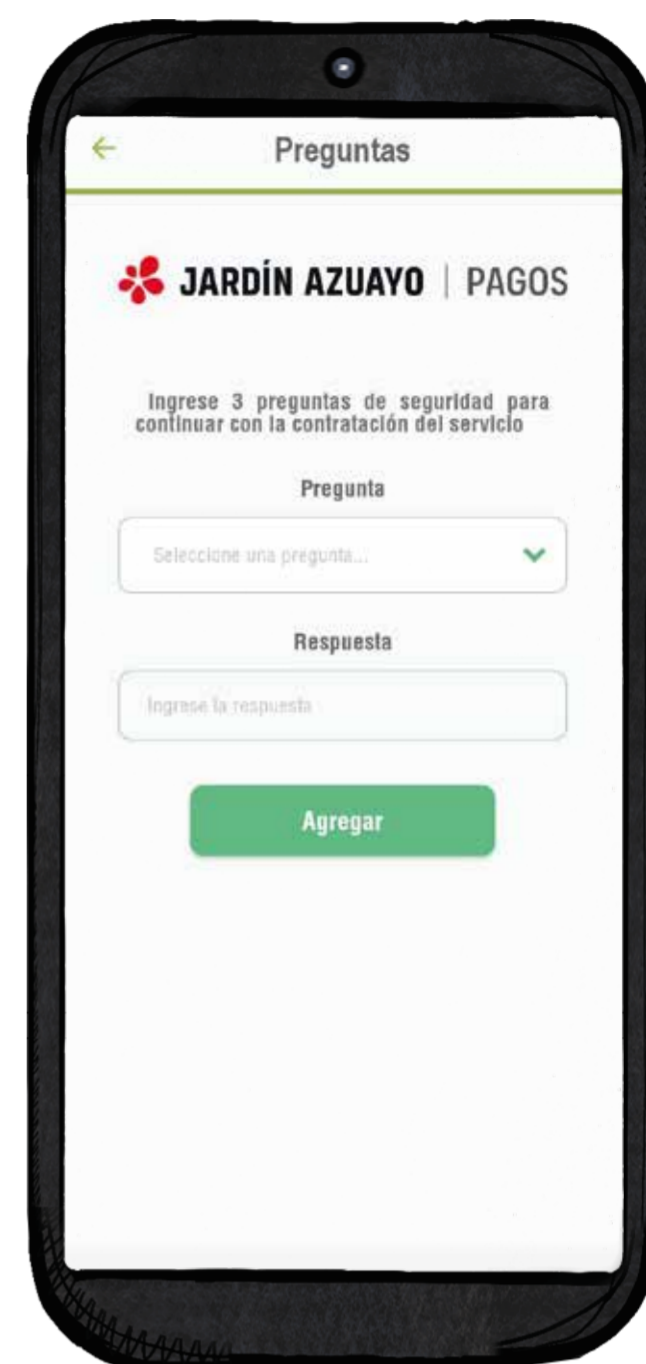 Preguntas
JARDÍN AZUAYO | PAGOS
Ingrese 3 preguntas de seguridad para
continuar con la contratación del servicio
Pregunta
Seleccione una pregunta...
Respuesta
Ingrese la respuesta
Agregar